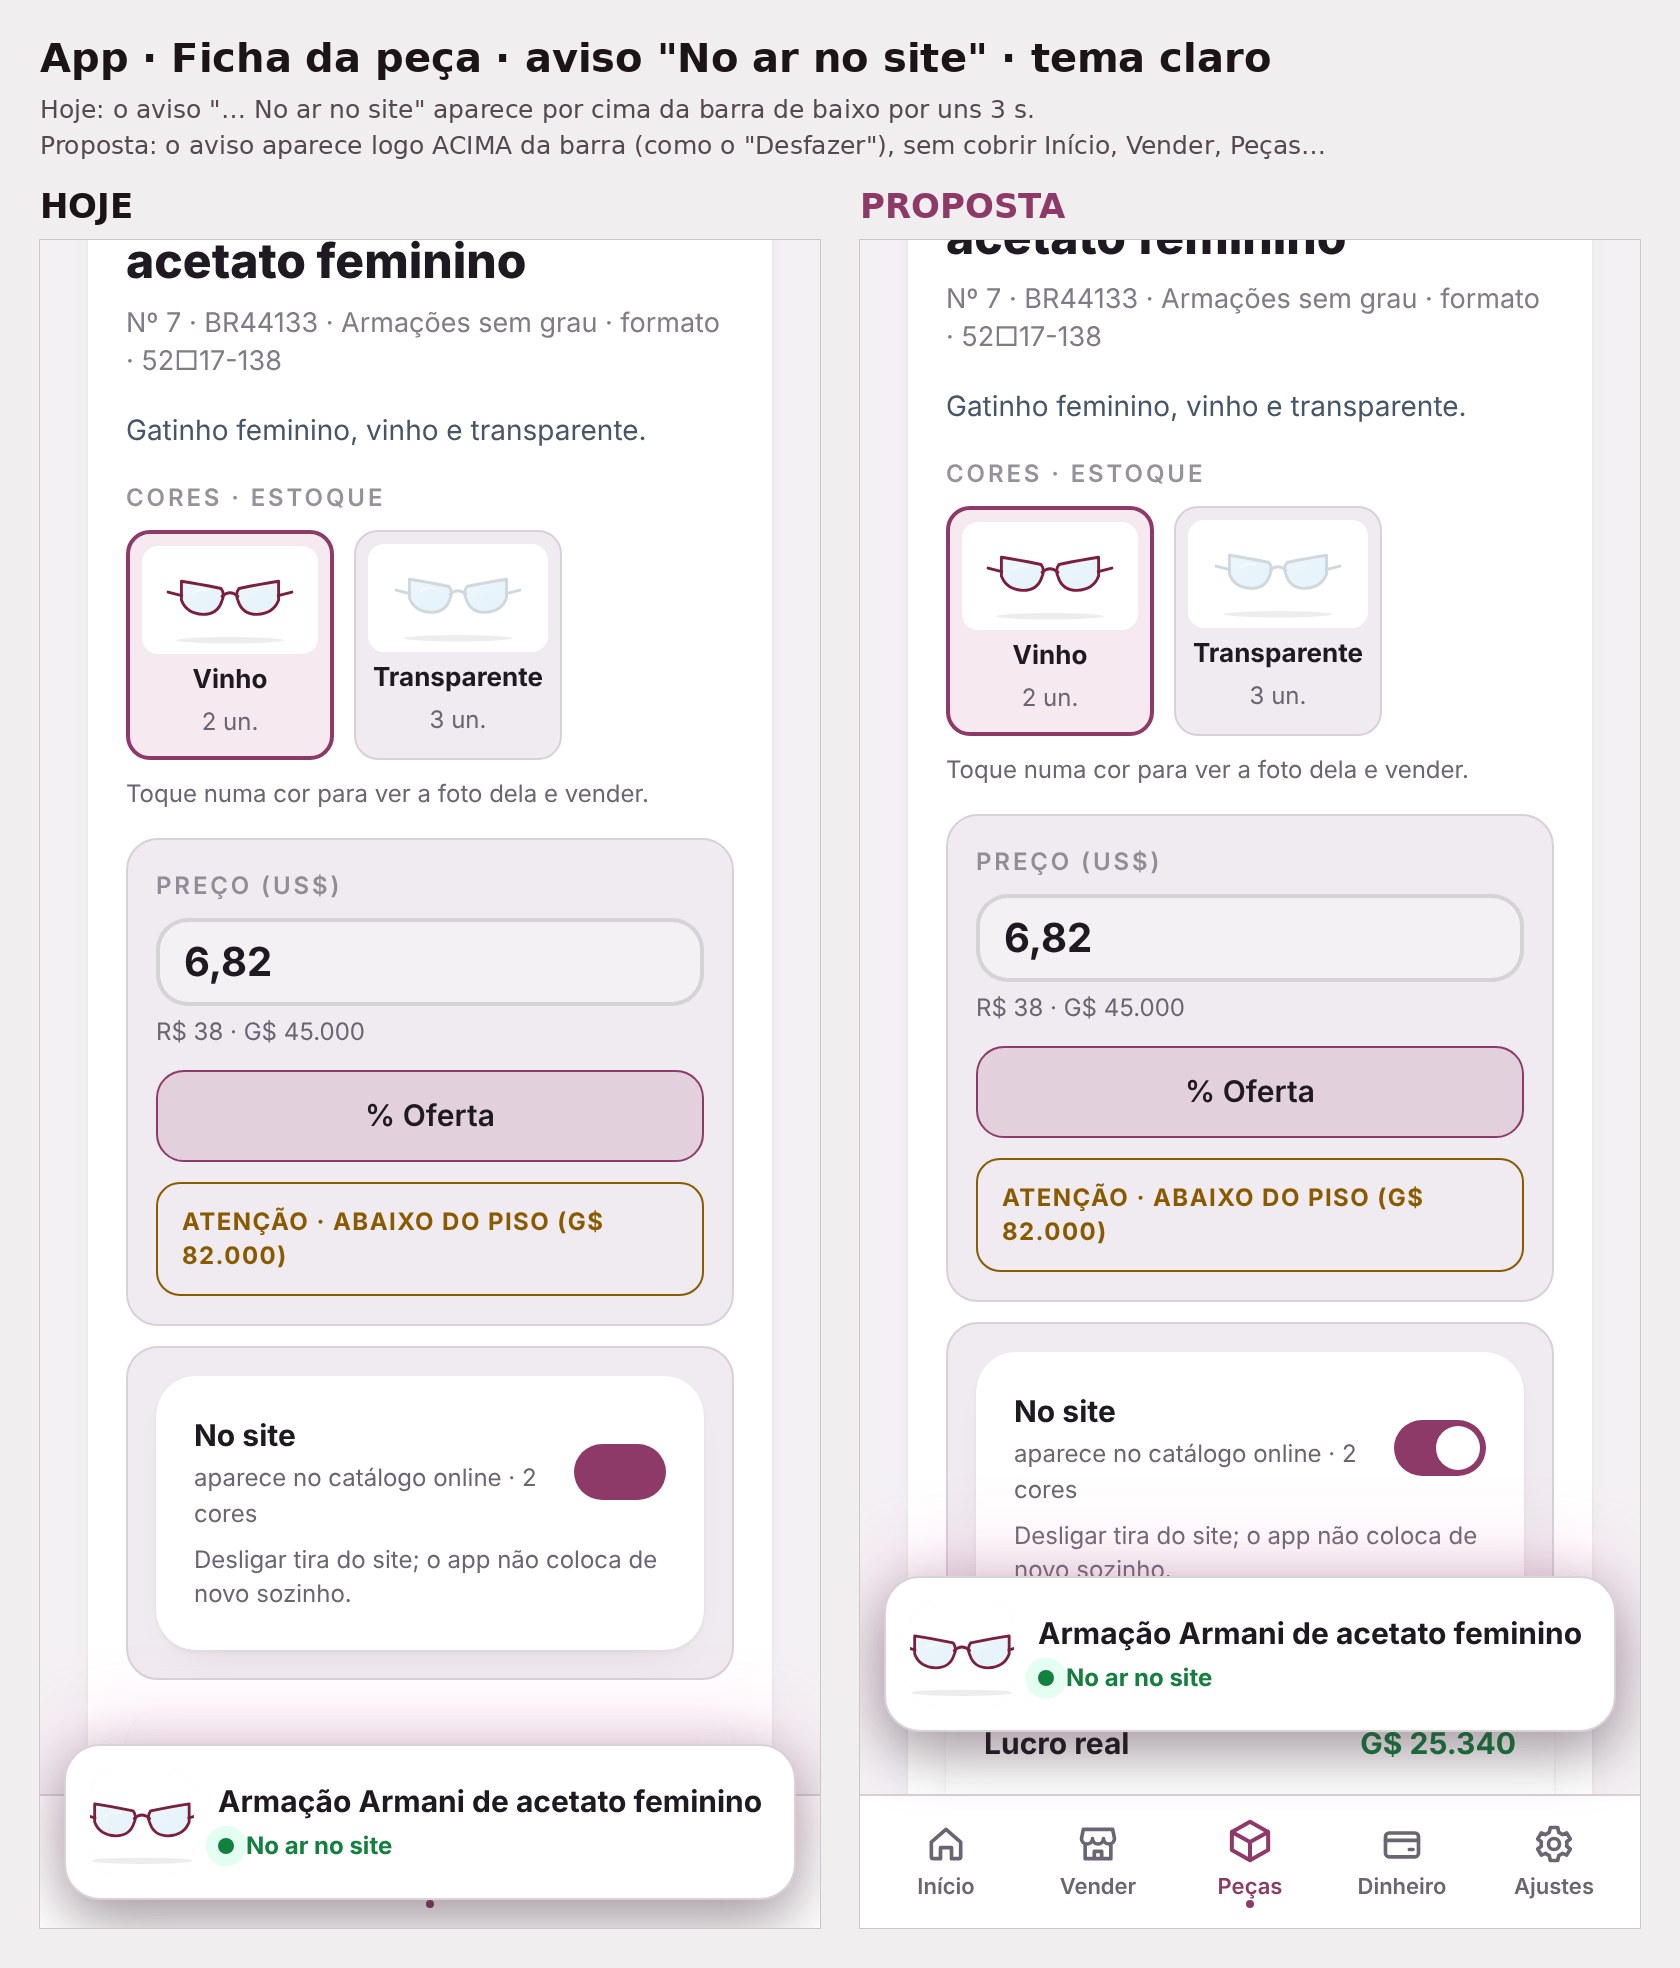 App · Ficha da peça · aviso "No ar no site" · tema claro
Hoje: o aviso "... No ar no site" aparece por cima da barra de baixo por uns 3 s.
Proposta: o aviso aparece logo ACIMA da barra (como o "Desfazer"), sem cobrir Início, Vender, Peças...
HOJE
acetato feminino
Nº 7 · BR44133 · Armações sem grau · formato
· 52□17-138
Gatinho feminino, vinho e transparente.
CORES · ESTOQUE
Vinho
2 un.
Transparente
3 un.
Toque numa cor para ver a foto dela e vender.
PREÇO (US$)
6,82
R$ 38 · G$ 45.000
% Oferta
ATENÇÃO · ABAIXO DO PISO (G$
82.000)
No site
aparece no catálogo online · 2
cores
Desligar tira do site; o app não coloca de
novo sozinho.
Armação Armani de acetato feminino
No ar no site
PROPOSTA
acetato feminino
Nº 7 · BR44133 · Armações sem grau · formato
· 52□17-138
Gatinho feminino, vinho e transparente.
CORES · ESTOQUE
Vinho
2 un.
Transparente
3 un.
Toque numa cor para ver a foto dela e vender.
PREÇO (US$)
6,82
R$ 38 · G$ 45.000
% Oferta
ATENÇÃO · ABAIXO DO PISO (G$
82.000)
No site
aparece no catálogo online · 2
cores
Desligar tira do site; o app não coloca de
novo sozinho.
Armação Armani de acetato feminino
No ar no site
Lucro real
G$ 25.340
Início
Vender
Peças
Dinheiro
Ajustes